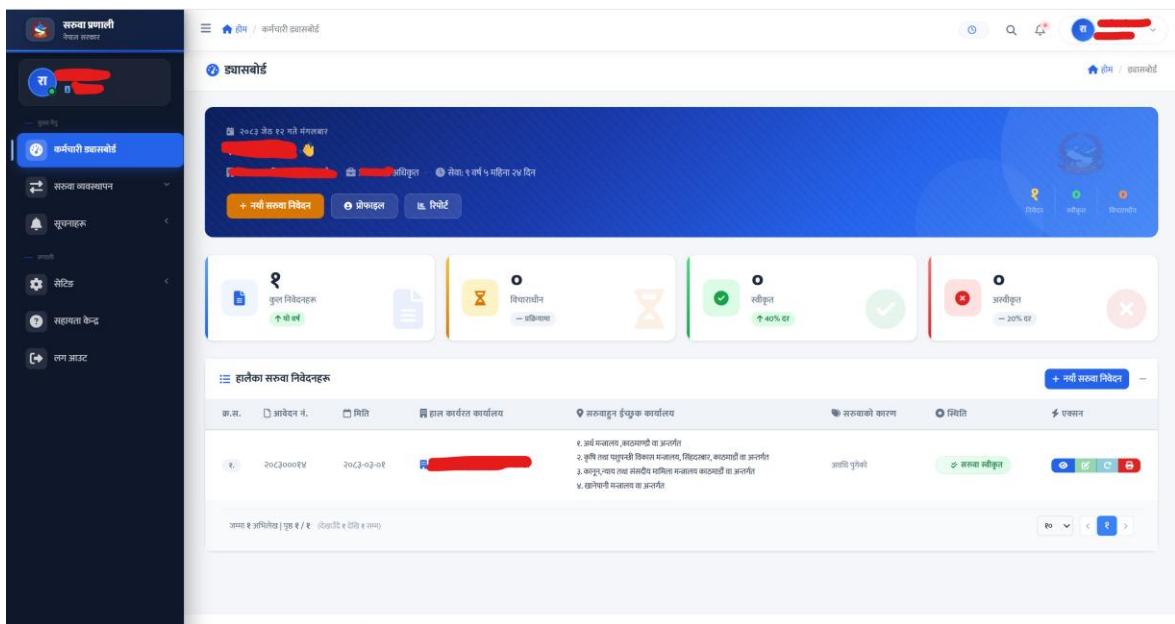 सरुवा प्रणाली
नेपाल सरकार
होम / कर्मचारी ड्यासबोर्ड
रा
रा
ड्यासबोर्ड
होम / ड्यासबोर्ड
मुख्य मेनु
कर्मचारी ड्यासबोर्ड
सरुवा व्यवस्थापन
सूचनाहरू
प्रणाली
सेटिङ
सहायता केन्द्र
लग आउट
२०८३ जेठ १२ गते मंगलबार
अधिकृत सेवा: ९ वर्ष ५ महिना २४ दिन
+ नयाँ सरुवा निवेदन प्रोफाइल रिपोर्ट
१ ० ०
निवेदन स्वीकृत विचाराधीन
१
कुल निवेदनहरू
↑ यो वर्ष
०
विचाराधीन
— प्रक्रियामा
०
स्वीकृत
↑ 40% दर
०
अस्वीकृत
— 20% दर
हालैका सरुवा निवेदनहरू
+ नयाँ सरुवा निवेदन
क्र.स. आवेदन नं. मिति हाल कार्यरत कार्यालय सरुवाहुन ईच्छुक कार्यालय सरुवाको कारण स्थिति एक्सन
१. २०८३०००१४ २०८३-०२-०१
१. अर्थ मन्त्रालय ,काठमाण्डौ वा अन्तर्गत
२. कृषि तथा पशुपन्छी विकास मन्त्रालय, सिंहदरबार, काठमाडौं वा अन्तर्गत
३. कानून,न्याय तथा संसदीय मामिला मन्त्रालय काठमाडौं वा अन्तर्गत
४. खानेपानी मन्त्रालय वा अन्तर्गत
अवधि पुगेको
सरुवा स्वीकृत
जम्मा १ अभिलेख | पृष्ठ १ / १ (देखाउँदै १ देखि १ सम्म)
१० ‹ १ ›